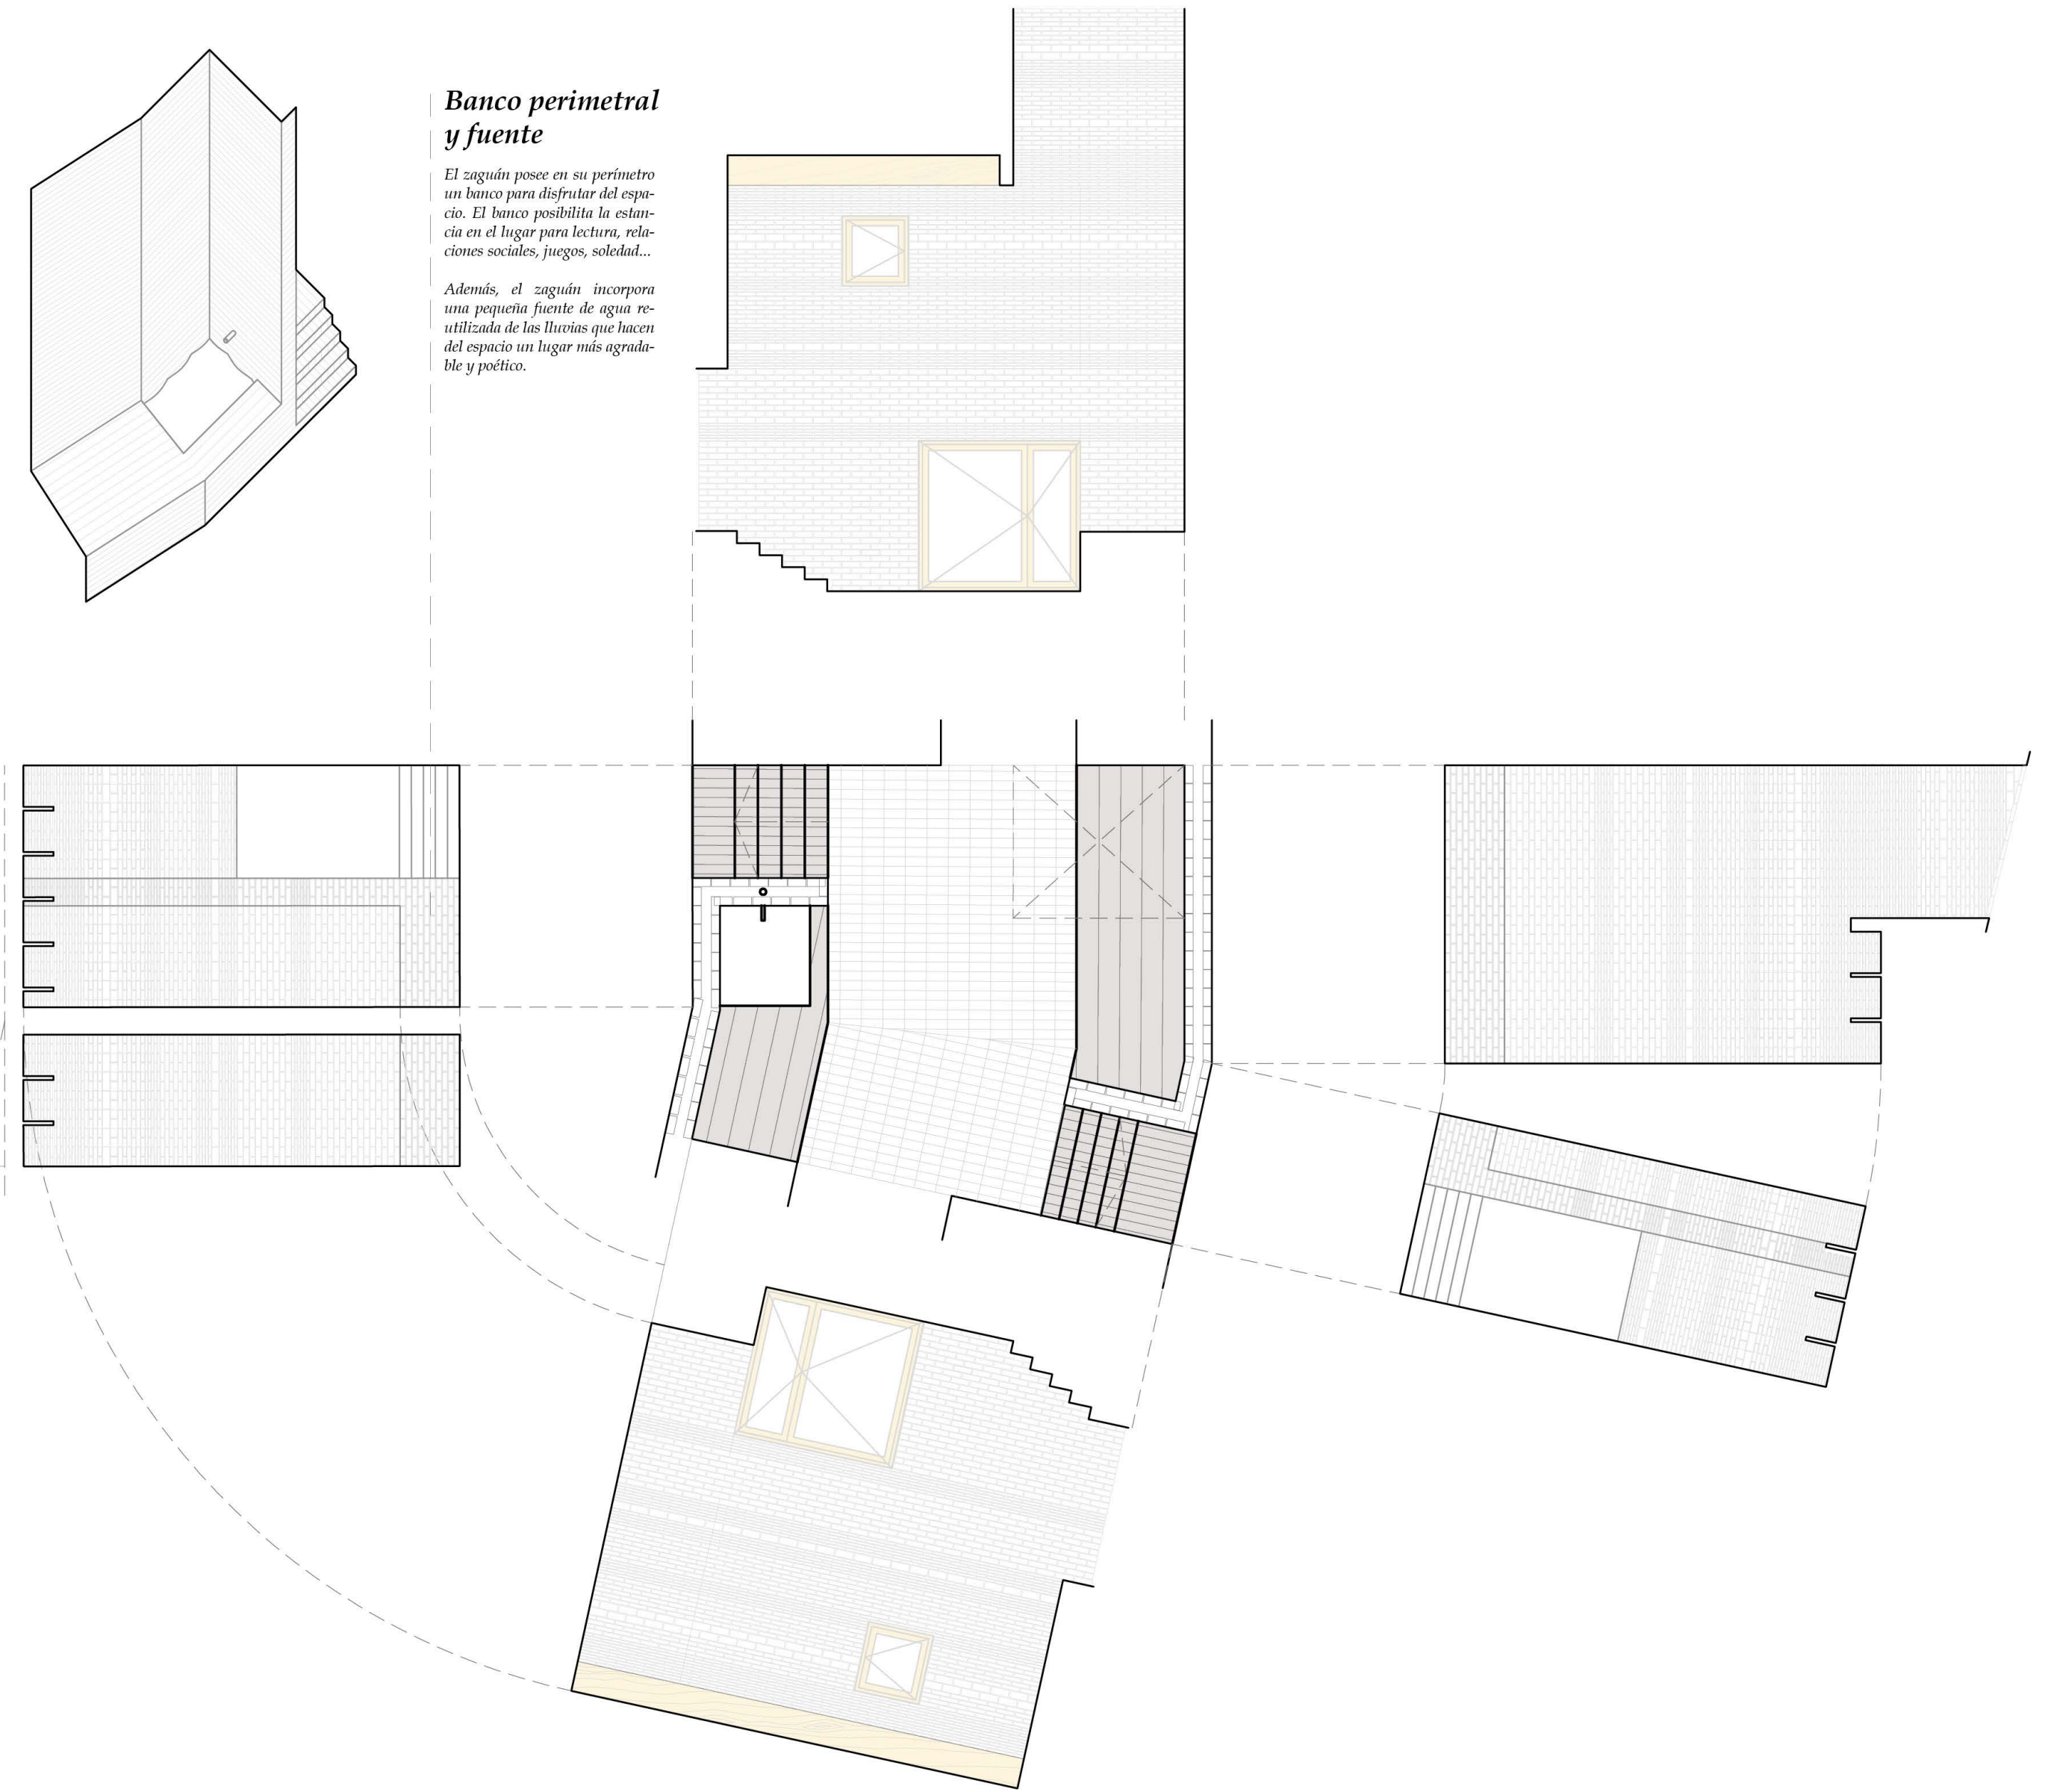 Banco perimetral
y fuente
El zaguán posee en su perímetro
un banco para disfrutar del espa-
cio. El banco posibilita la estan-
cia en el lugar para lectura, rela-
ciones sociales, juegos, soledad...
Además, el zaguán incorpora
una pequeña fuente de agua re-
utilizada de las lluvias que hacen
del espacio un lugar más agrada-
ble y poético.